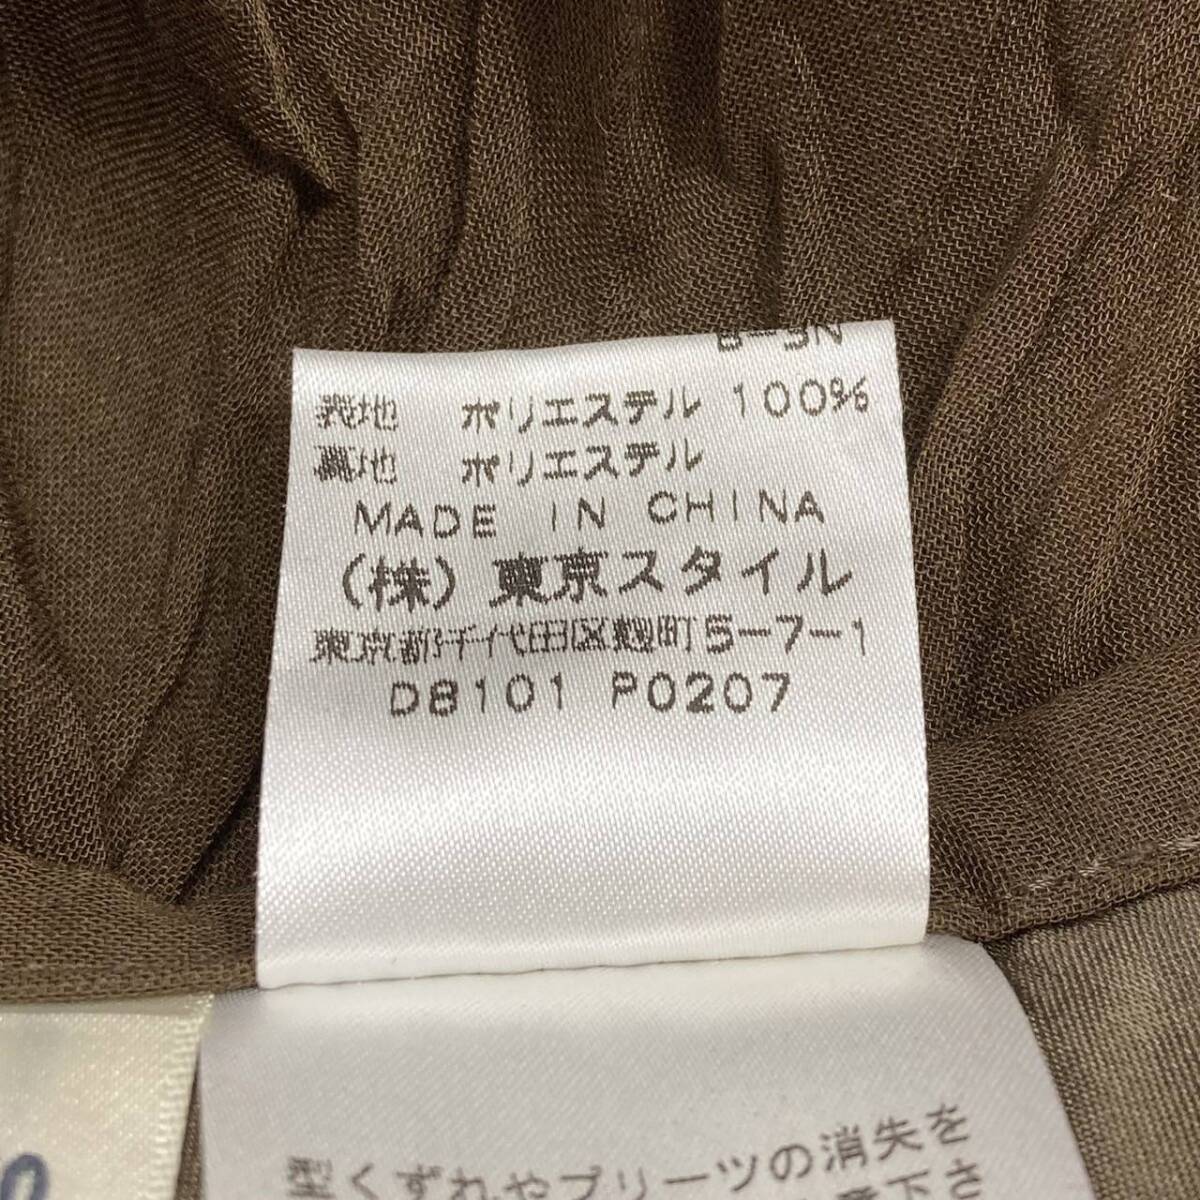 表地 ポリエステル 100%
裏地 ポリエステル
MADE IN CHINA
(株) 東京スタイル
東京都千代田区麹町5-7-1
D8101 P0207
型くずれやプリーツの消失を